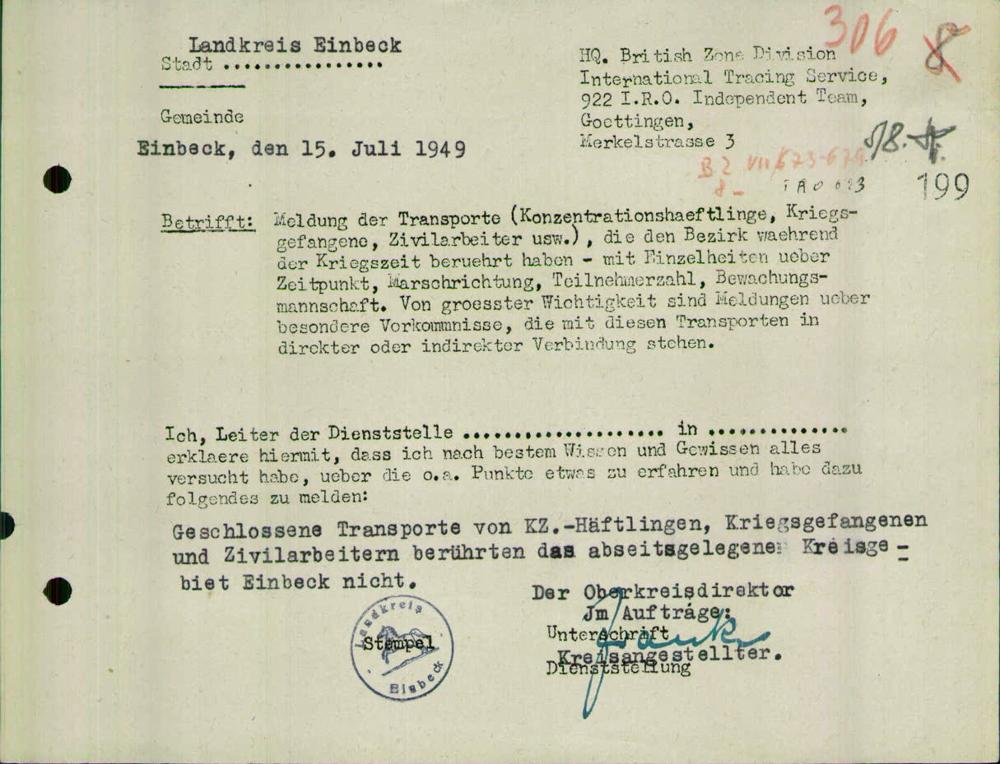 Landkreis Einbeck
Stadt ................
Gemeinde
Einbeck, den 15. Juli 1949
306
8
HQ. British Zone Division
International Tracing Service,
922 I.R.O. Independent Team,
Goettingen,
Merkelstrasse 3
199
Betrifft: Meldung der Transporte (Konzentrationshaeftlinge, Kriegs-
gefangene, Zivilarbeiter usw.), die den Bezirk waehrend
der Kriegszeit beruehrt haben - mit Einzelheiten ueber
Zeitpunkt, Marschrichtung, Teilnehmerzahl, Bewachungs-
mannschaft. Von groesster Wichtigkeit sind Meldungen ueber
besondere Vorkommnisse, die mit diesen Transporten in
direkter oder indirekter Verbindung stehen.
Ich, Leiter der Dienststelle .................... in ..............
erklaere hiermit, dass ich nach bestem Wissen und Gewissen alles
versucht habe, ueber die o.a. Punkte etwas zu erfahren und habe dazu
folgendes zu melden:
Geschlossene Transporte von KZ.-Häftlingen, Kriegsgefangenen
und Zivilarbeitern berührten das abseitsgelegene Kreisge-
biet Einbeck nicht.
Der Oberkreisdirektor
Jm Aufträge:
Unterschrift
Kreisangestellter.
Dienststellung
Landkreis
Stempel
Einbeck